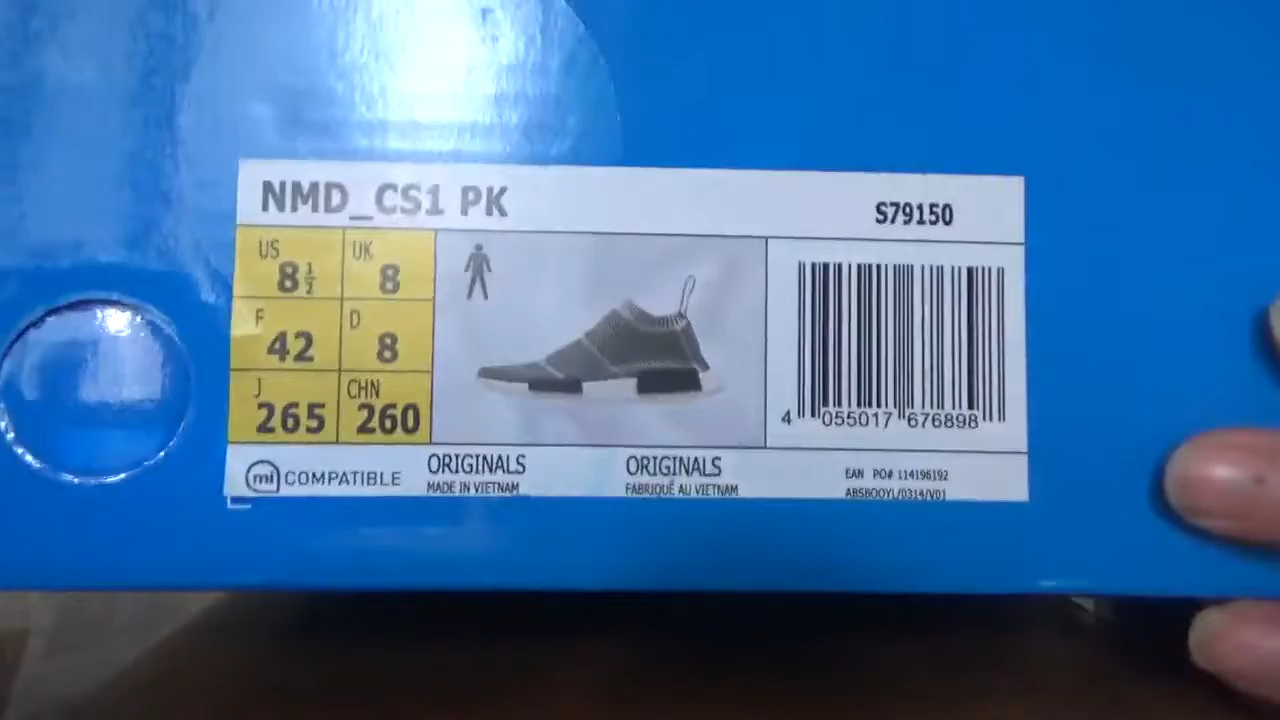 NMD_CS1 PK
S79150
US 8½
UK 8
F 42
D 8
J 265
CHN 260
4 055017 676898
mi COMPATIBLE
ORIGINALS
MADE IN VIETNAM
ORIGINALS
FABRIQUÉ AU VIETNAM
EAN PO# 114196192
ABSBOOYL/0314/V01